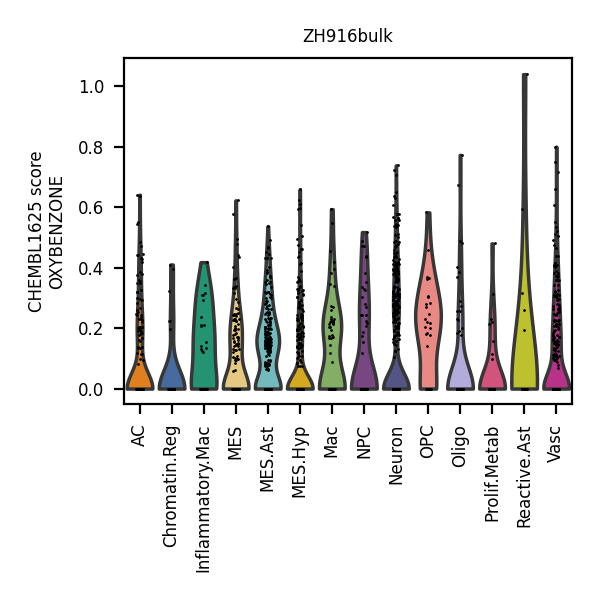 ZH916bulk
CHEMBL1625 score
OXYBENZONE
1.0
0.8
0.6
0.4
0.2
0.0
AC
Chromatin.Reg
Inflammatory.Mac
MES
MES.Ast
MES.Hyp
Mac
NPC
Neuron
OPC
Oligo
Prolif.Metab
Reactive.Ast
Vasc